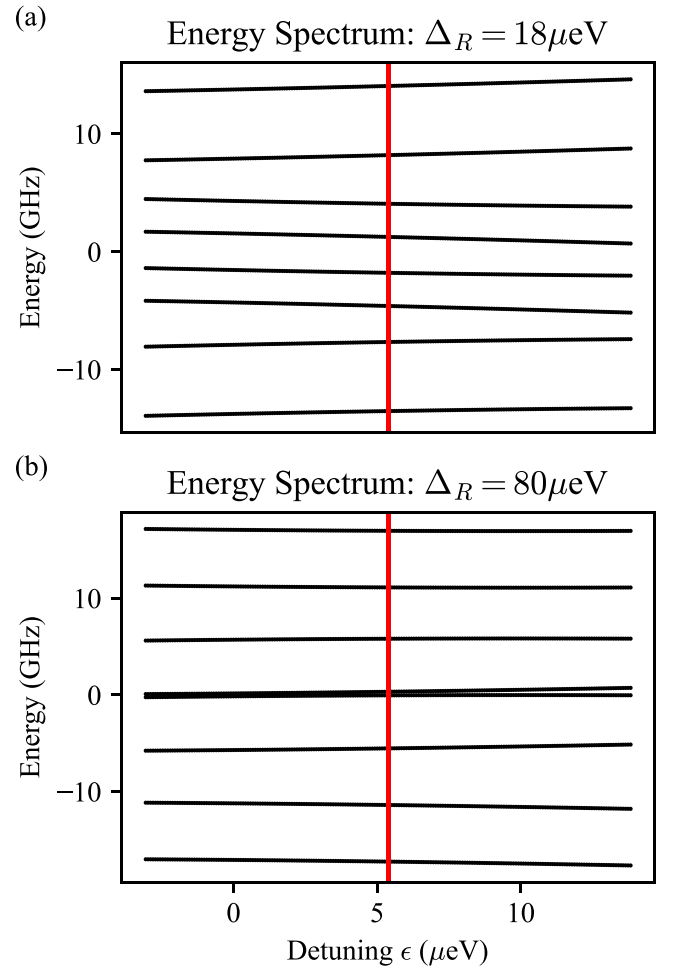 (a)
Energy Spectrum: Δ_R = 18μeV
10
0
−10
Energy (GHz)
(b)
Energy Spectrum: Δ_R = 80μeV
10
0
−10
Energy (GHz)
0 5 10
Detuning ϵ (μeV)